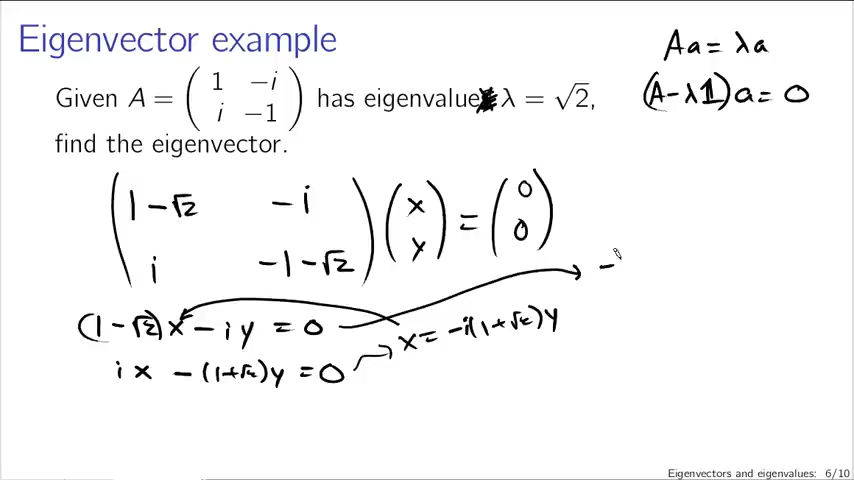 Eigenvector example
Given A = ( 1 −i ; i −1 ) has eigenvalue λ = √2,
find the eigenvector.
Aa = λa
(A - λ𝟙)a = 0
( 1 - √2 -i ; i -1 - √2 ) ( x ; y ) = ( 0 ; 0 )
(1 - √2)x - iy = 0 → -
ix - (1+√2)y = 0 → x = -i(1+√2)y
Eigenvectors and eigenvalues: 6/10